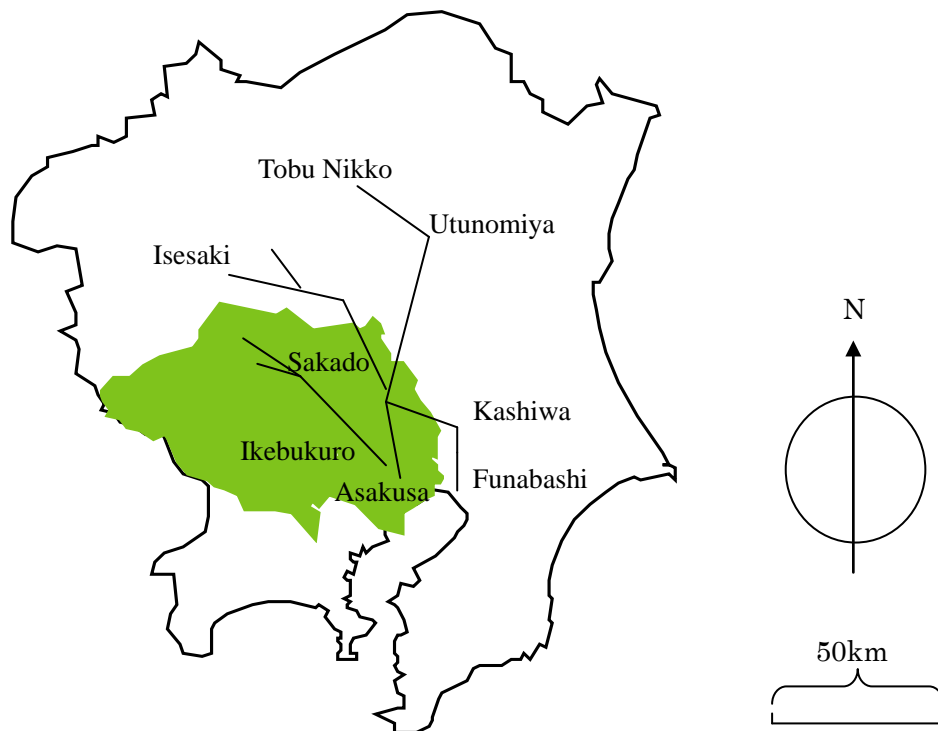 Tobu Nikko
Utunomiya
Isesaki
N
Sakado
Kashiwa
Ikebukuro
Funabashi
Asakusa
50km